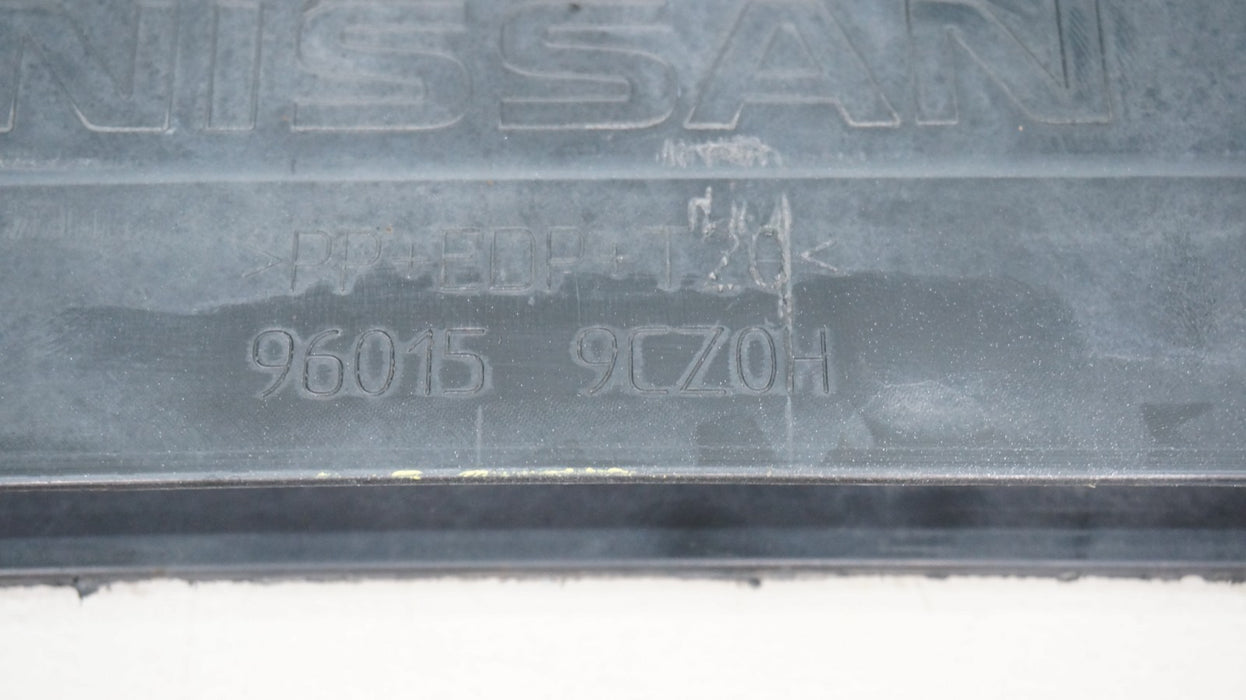 NISSAN
>PP+EDP+T20<
96015 9CZ0H